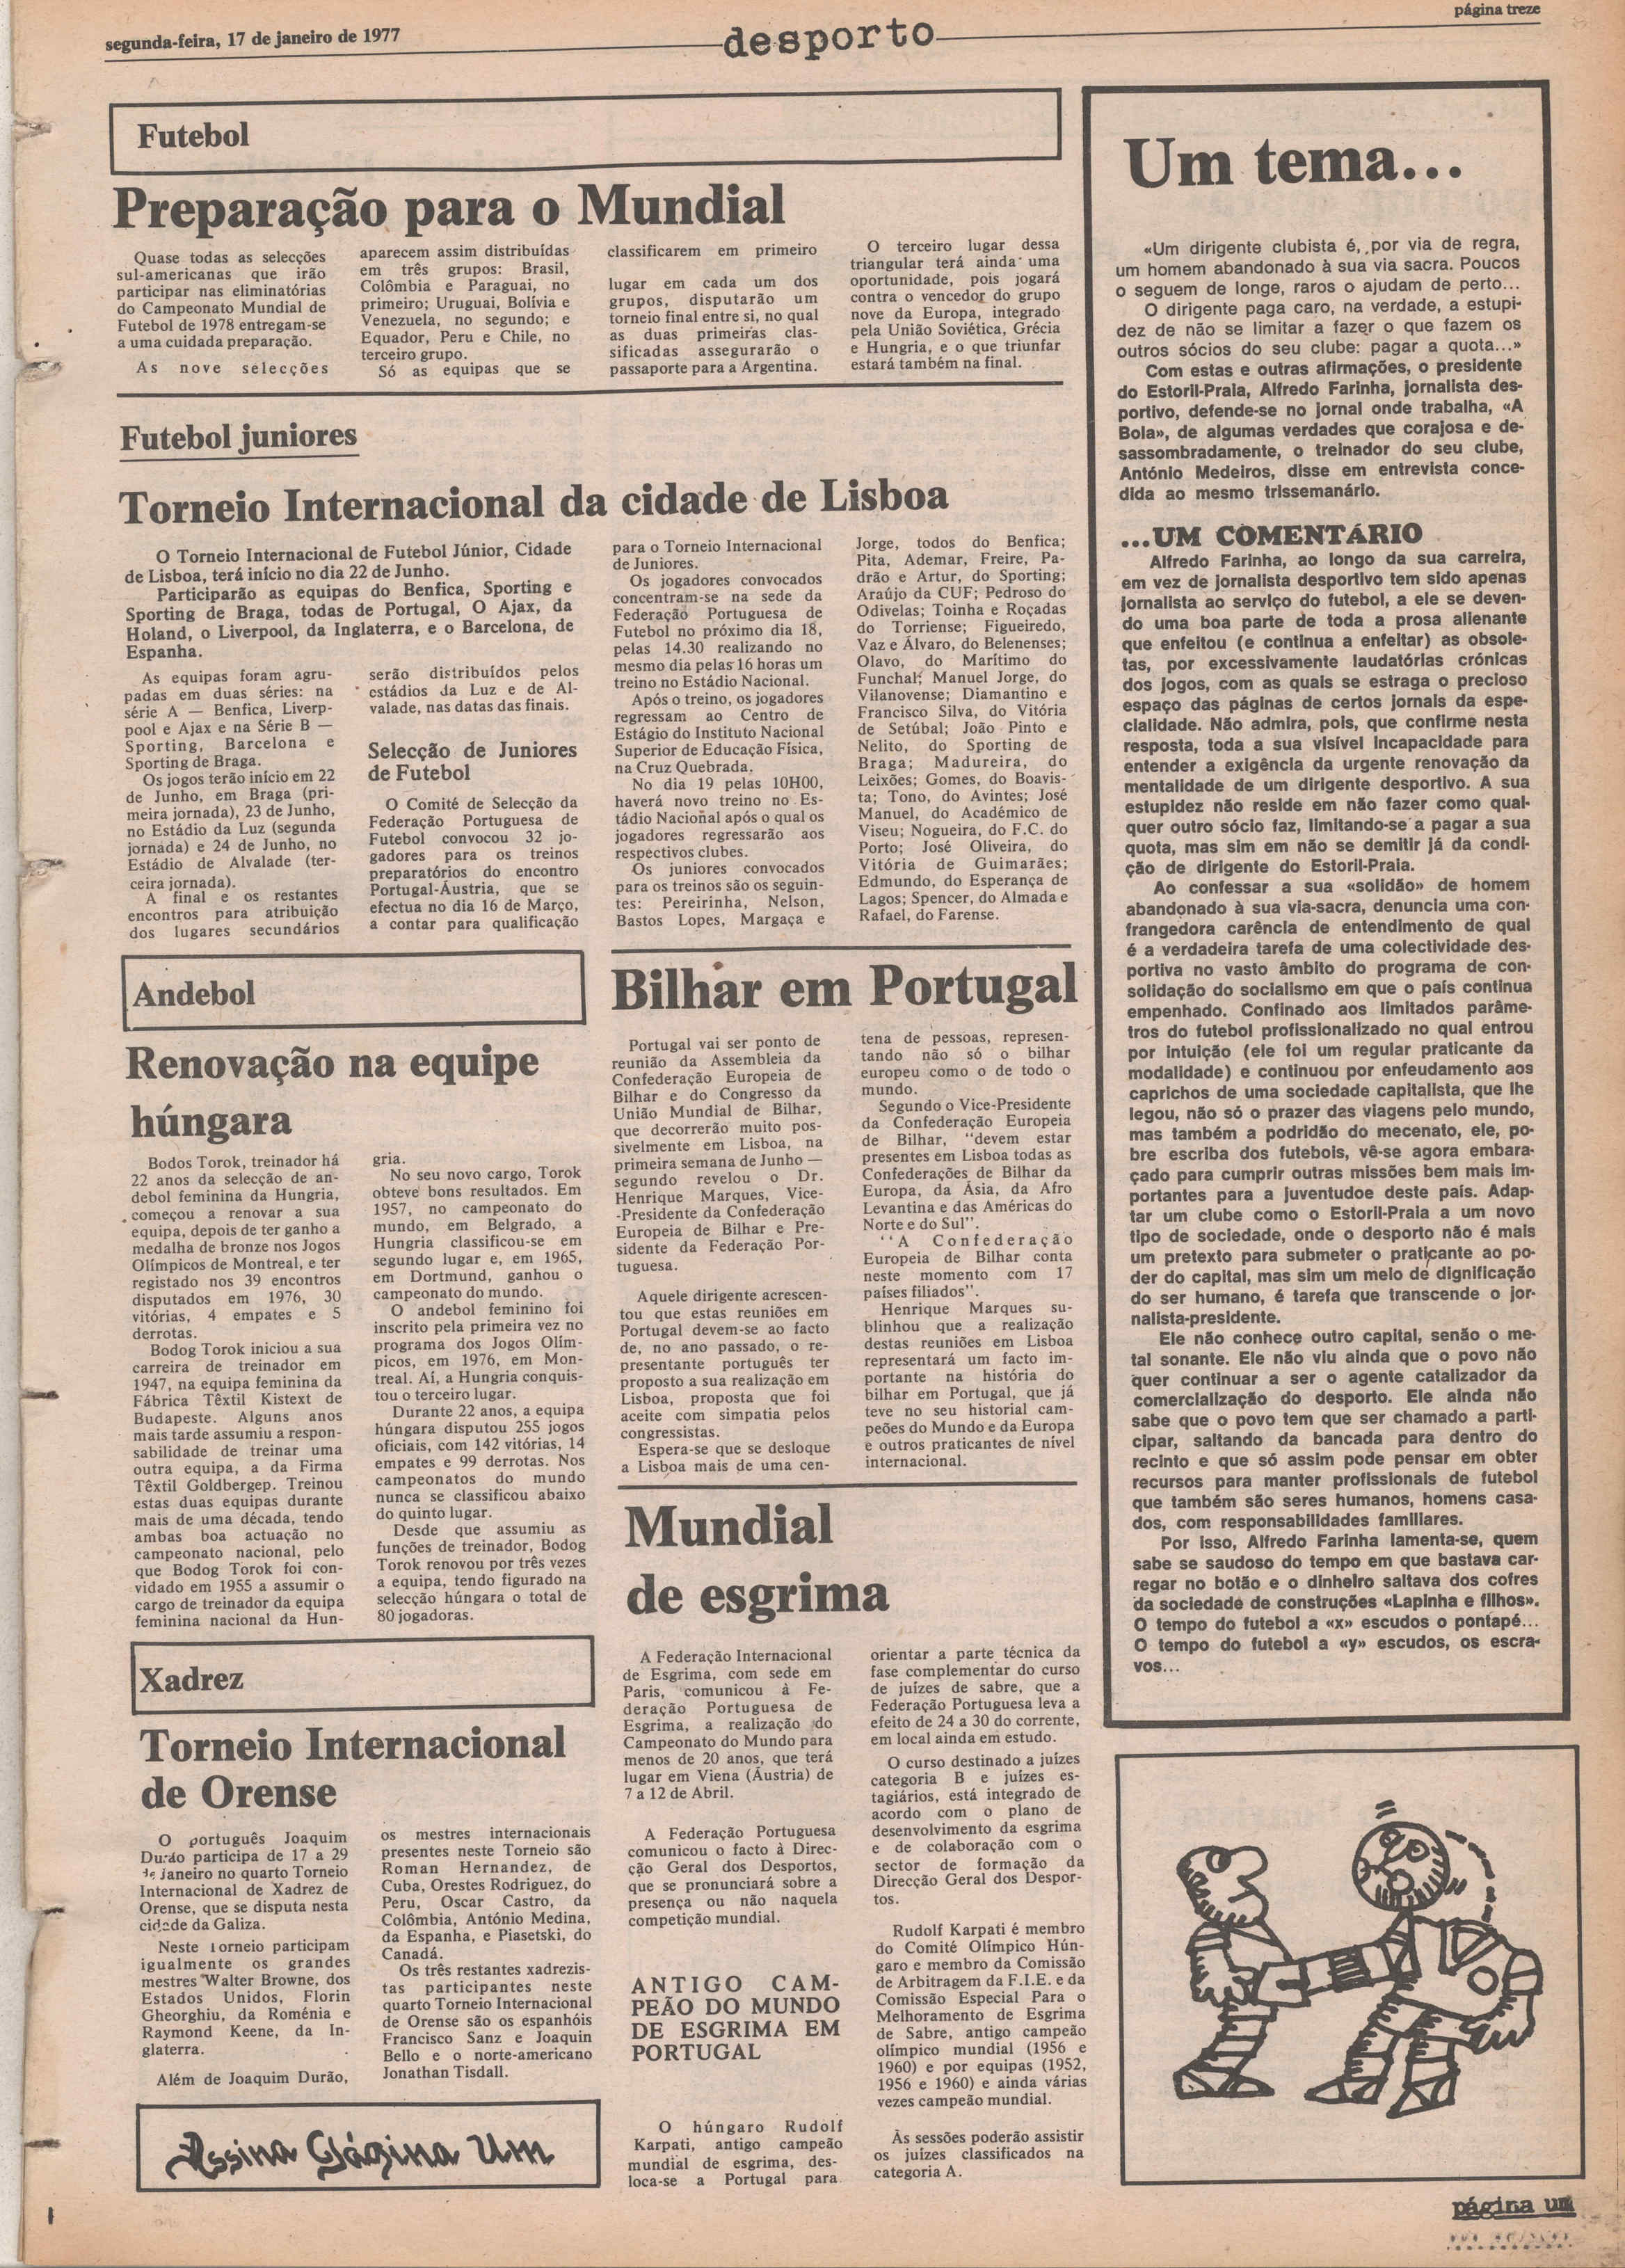 segunda-feira, 17 de janeiro de 1977
desporto
página treze
Futebol
Preparação para o Mundial
Quase todas as selecções
sul-americanas que irão
participar nas eliminatórias
do Campeonato Mundial de
Futebol de 1978 entregam-se
a uma cuidada preparação.
As nove selecções
aparecem assim distribuídas
em três grupos: Brasil,
Colômbia e Paraguai, no
primeiro; Uruguai, Bolívia e
Venezuela, no segundo; e
Equador, Peru e Chile, no
terceiro grupo.
Só as equipas que se
classificarem em primeiro
lugar em cada um dos
grupos, disputarão um
torneio final entre si, no qual
as duas primeiras clas-
sificadas assegurarão o
passaporte para a Argentina.
O terceiro lugar dessa
triangular terá ainda uma
oportunidade, pois jogará
contra o vencedor do grupo
nove da Europa, integrado
pela União Soviética, Grécia
e Hungria, e o que triunfar
estará também na final.
Futebol juniores
Torneio Internacional da cidade de Lisboa
O Torneio Internacional de Futebol Júnior, Cidade
de Lisboa, terá início no dia 22 de Junho.
Participarão as equipas do Benfica, Sporting e
Sporting de Braga, todas de Portugal, O Ajax, da
Holand, o Liverpool, da Inglaterra, e o Barcelona, de
Espanha.
As equipas foram agru-
padas em duas séries: na
série A — Benfica, Liverp-
pool e Ajax e na Série B —
Sporting, Barcelona e
Sporting de Braga.
Os jogos terão início em 22
de Junho, em Braga (pri-
meira jornada), 23 de Junho,
no Estádio da Luz (segunda
jornada) e 24 de Junho, no
Estádio de Alvalade (ter-
ceira jornada).
A final e os restantes
encontros para atribuição
dos lugares secundários
serão distribuídos pelos
estádios da Luz e de Al-
valade, nas datas das finais.
Selecção de Juniores
de Futebol
O Comité de Selecção da
Federação Portuguesa de
Futebol convocou 32 jo-
gadores para os treinos
preparatórios do encontro
Portugal-Áustria, que se
efectua no dia 16 de Março,
a contar para qualificação
para o Torneio Internacional
de Juniores.
Os jogadores convocados
concentram-se na sede da
Federação Portuguesa de
Futebol no próximo dia 18,
pelas 14.30 realizando no
mesmo dia pelas 16 horas um
treino no Estádio Nacional.
Após o treino, os jogadores
regressam ao Centro de
Estágio do Instituto Nacional
Superior de Educação Física,
na Cruz Quebrada.
No dia 19 pelas 10H00,
haverá novo treino no Es-
tádio Nacional após o qual os
jogadores regressarão aos
respectivos clubes.
Os juniores convocados
para os treinos são os seguin-
tes: Pereirinha, Nelson,
Bastos Lopes, Margaça e
Jorge, todos do Benfica;
Pita, Ademar, Freire, Pa-
drão e Artur, do Sporting;
Araújo da CUF; Pedroso do
Odivelas; Toinha e Roçadas
do Torriense; Figueiredo,
Vaz e Álvaro, do Belenenses;
Olavo, do Marítimo do
Funchal; Manuel Jorge, do
Vilanovense; Diamantino e
Francisco Silva, do Vitória
de Setúbal; João Pinto e
Nelito, do Sporting de
Braga; Madureira, do
Leixões; Gomes, do Boavis-
ta; Tono, do Avintes; José
Manuel, do Académico de
Viseu; Nogueira, do F.C. do
Porto; José Oliveira, do
Vitória de Guimarães;
Edmundo, do Esperança de
Lagos; Spencer, do Almada e
Rafael, do Farense.
Andebol
Renovação na equipe
húngara
Bodos Torok, treinador há
22 anos da selecção de an-
debol feminina da Hungria,
começou a renovar a sua
equipa, depois de ter ganho a
medalha de bronze nos Jogos
Olímpicos de Montreal, e ter
registado nos 39 encontros
disputados em 1976, 30
vitórias, 4 empates e 5
derrotas.
Bodog Torok iniciou a sua
carreira de treinador em
1947, na equipa feminina da
Fábrica Têxtil Kistext de
Budapeste. Alguns anos
mais tarde assumiu a respon-
sabilidade de treinar uma
outra equipa, a da Firma
Têxtil Goldbergep. Treinou
estas duas equipas durante
mais de uma década, tendo
ambas boa actuação no
campeonato nacional, pelo
que Bodog Torok foi con-
vidado em 1955 a assumir o
cargo de treinador da equipa
feminina nacional da Hun-
gria.
No seu novo cargo, Torok
obteve bons resultados. Em
1957, no campeonato do
mundo, em Belgrado, a
Hungria classificou-se em
segundo lugar e, em 1965,
em Dortmund, ganhou o
campeonato do mundo.
O andebol feminino foi
inscrito pela primeira vez no
programa dos Jogos Olím-
picos, em 1976, em Mon-
treal. Aí, a Hungria conquis-
tou o terceiro lugar.
Durante 22 anos, a equipa
húngara disputou 255 jogos
oficiais, com 142 vitórias, 14
empates e 99 derrotas. Nos
campeonatos do mundo
nunca se classificou abaixo
do quinto lugar.
Desde que assumiu as
funções de treinador, Bodog
Torok renovou por três vezes
a equipa, tendo figurado na
selecção húngara o total de
80 jogadoras.
Xadrez
Torneio Internacional
de Orense
O português Joaquim
Durão participa de 17 a 29
de Janeiro no quarto Torneio
Internacional de Xadrez de
Orense, que se disputa nesta
cidade da Galiza.
Neste Torneio participam
igualmente os grandes
mestres Walter Browne, dos
Estados Unidos, Florin
Gheorghiu, da Roménia e
Raymond Keene, da In-
glaterra.
Além de Joaquim Durão,
os mestres internacionais
presentes neste Torneio são
Roman Hernandez, de
Cuba, Orestes Rodriguez, do
Peru, Oscar Castro, da
Colômbia, António Medina,
da Espanha, e Piasetski, do
Canadá.
Os três restantes xadrezis-
tas participantes neste
quarto Torneio Internacional
de Orense são os espanhóis
Francisco Sanz e Joaquin
Bello e o norte-americano
Jonathan Tisdall.
Assina Página Um
Bilhar em Portugal
Portugal vai ser ponto de
reunião da Assembleia da
Confederação Europeia de
Bilhar e do Congresso da
União Mundial de Bilhar,
que decorrerão muito pos-
sivelmente em Lisboa, na
primeira semana de Junho —
segundo revelou o Dr.
Henrique Marques, Vice-
-Presidente da Confederação
Europeia de Bilhar e Pre-
sidente da Federação Por-
tuguesa.
Aquele dirigente acrescen-
tou que estas reuniões em
Portugal devem-se ao facto
de, no ano passado, o re-
presentante português ter
proposto a sua realização em
Lisboa, proposta que foi
aceite com simpatia pelos
congressistas.
Espera-se que se desloque
a Lisboa mais de uma cen-
tena de pessoas, represen-
tando não só o bilhar
europeu como o de todo o
mundo.
Segundo o Vice-Presidente
da Confederação Europeia
de Bilhar, "devem estar
presentes em Lisboa todas as
Confederações de Bilhar da
Europa, da Ásia, da Afro
Levantina e das Américas do
Norte e do Sul".
"A Confederação
Europeia de Bilhar conta
neste momento com 17
países filiados".
Henrique Marques su-
blinhou que a realização
destas reuniões em Lisboa
representará um facto im-
portante na história do
bilhar em Portugal, que já
teve no seu historial cam-
peões do Mundo e da Europa
e outros praticantes de nível
internacional.
Mundial
de esgrima
A Federação Internacional
de Esgrima, com sede em
Paris, comunicou à Fe-
deração Portuguesa de
Esgrima, a realização do
Campeonato do Mundo para
menos de 20 anos, que terá
lugar em Viena (Áustria) de
7 a 12 de Abril.
A Federação Portuguesa
comunicou o facto à Direc-
ção Geral dos Desportos,
que se pronunciará sobre a
presença ou não naquela
competição mundial.
ANTIGO CAM-
PEÃO DO MUNDO
DE ESGRIMA EM
PORTUGAL
O húngaro Rudolf
Karpati, antigo campeão
mundial de esgrima, des-
loca-se a Portugal para
orientar a parte técnica da
fase complementar do curso
de juízes de sabre, que a
Federação Portuguesa leva a
efeito de 24 a 30 do corrente,
em local ainda em estudo.
O curso destinado a juízes
categoria B e juízes es-
tagiários, está integrado de
acordo com o plano de
desenvolvimento da esgrima
e de colaboração com o
sector de formação da
Direcção Geral dos Despor-
tos.
Rudolf Karpati é membro
do Comité Olímpico Hún-
garo e membro da Comissão
de Arbitragem da F.I.E. e da
Comissão Especial Para o
Melhoramento de Esgrima
de Sabre, antigo campeão
olímpico mundial (1956 e
1960) e por equipas (1952,
1956 e 1960) e ainda várias
vezes campeão mundial.
Às sessões poderão assistir
os juízes classificados na
categoria A.
Um tema...
«Um dirigente clubista é, por via de regra,
um homem abandonado à sua via sacra. Poucos
o seguem de longe, raros o ajudam de perto...
O dirigente paga caro, na verdade, a estupi-
dez de não se limitar a fazer o que fazem os
outros sócios do seu clube: pagar a quota...»
Com estas e outras afirmações, o presidente
do Estoril-Praia, Alfredo Farinha, jornalista des-
portivo, defende-se no jornal onde trabalha, «A
Bola», de algumas verdades que corajosa e de-
sassombradamente, o treinador do seu clube,
António Medeiros, disse em entrevista conce-
dida ao mesmo trissemanário.
...UM COMENTÁRIO
Alfredo Farinha, ao longo da sua carreira,
em vez de jornalista desportivo tem sido apenas
jornalista ao serviço do futebol, a ele se deven-
do uma boa parte de toda a prosa alienante
que enfeitou (e continua a enfeitar) as obsole-
tas, por excessivamente laudatórias crónicas
dos jogos, com as quais se estraga o precioso
espaço das páginas de certos jornais da espe-
cialidade. Não admira, pois, que confirme nesta
resposta, toda a sua visível incapacidade para
entender a exigência da urgente renovação da
mentalidade de um dirigente desportivo. A sua
estupidez não reside em não fazer como qual-
quer outro sócio faz, limitando-se a pagar a sua
quota, mas sim em não se demitir já da condi-
ção de dirigente do Estoril-Praia.
Ao confessar a sua «solidão» de homem
abandonado à sua via-sacra, denuncia uma con-
frangedora carência de entendimento de qual
é a verdadeira tarefa de uma colectividade des-
portiva no vasto âmbito do programa de con-
solidação do socialismo em que o país continua
empenhado. Confinado aos limitados parâme-
tros do futebol profissionalizado no qual entrou
por intuição (ele foi um regular praticante da
modalidade) e continuou por enfeudamento aos
caprichos de uma sociedade capitalista, que lhe
legou, não só o prazer das viagens pelo mundo,
mas também a podridão do mecenato, ele, po-
bre escriba dos futebois, vê-se agora embara-
çado para cumprir outras missões bem mais im-
portantes para a juventudoe deste país. Adap-
tar um clube como o Estoril-Praia a um novo
tipo de sociedade, onde o desporto não é mais
um pretexto para submeter o praticante ao po-
der do capital, mas sim um meio de dignificação
do ser humano, é tarefa que transcende o jor-
nalista-presidente.
Ele não conhece outro capital, senão o me-
tal sonante. Ele não viu ainda que o povo não
quer continuar a ser o agente catalizador da
comercialização do desporto. Ele ainda não
sabe que o povo tem que ser chamado a parti-
cipar, saltando da bancada para dentro do
recinto e que só assim pode pensar em obter
recursos para manter profissionais de futebol
que também são seres humanos, homens casa-
dos, com responsabilidades familiares.
Por isso, Alfredo Farinha lamenta-se, quem
sabe se saudoso do tempo em que bastava car-
regar no botão e o dinheiro saltava dos cofres
da sociedade de construções «Lapinha e filhos».
O tempo do futebol a «x» escudos o pontapé...
O tempo do futebol a «y» escudos, os escra-
vos...
página um